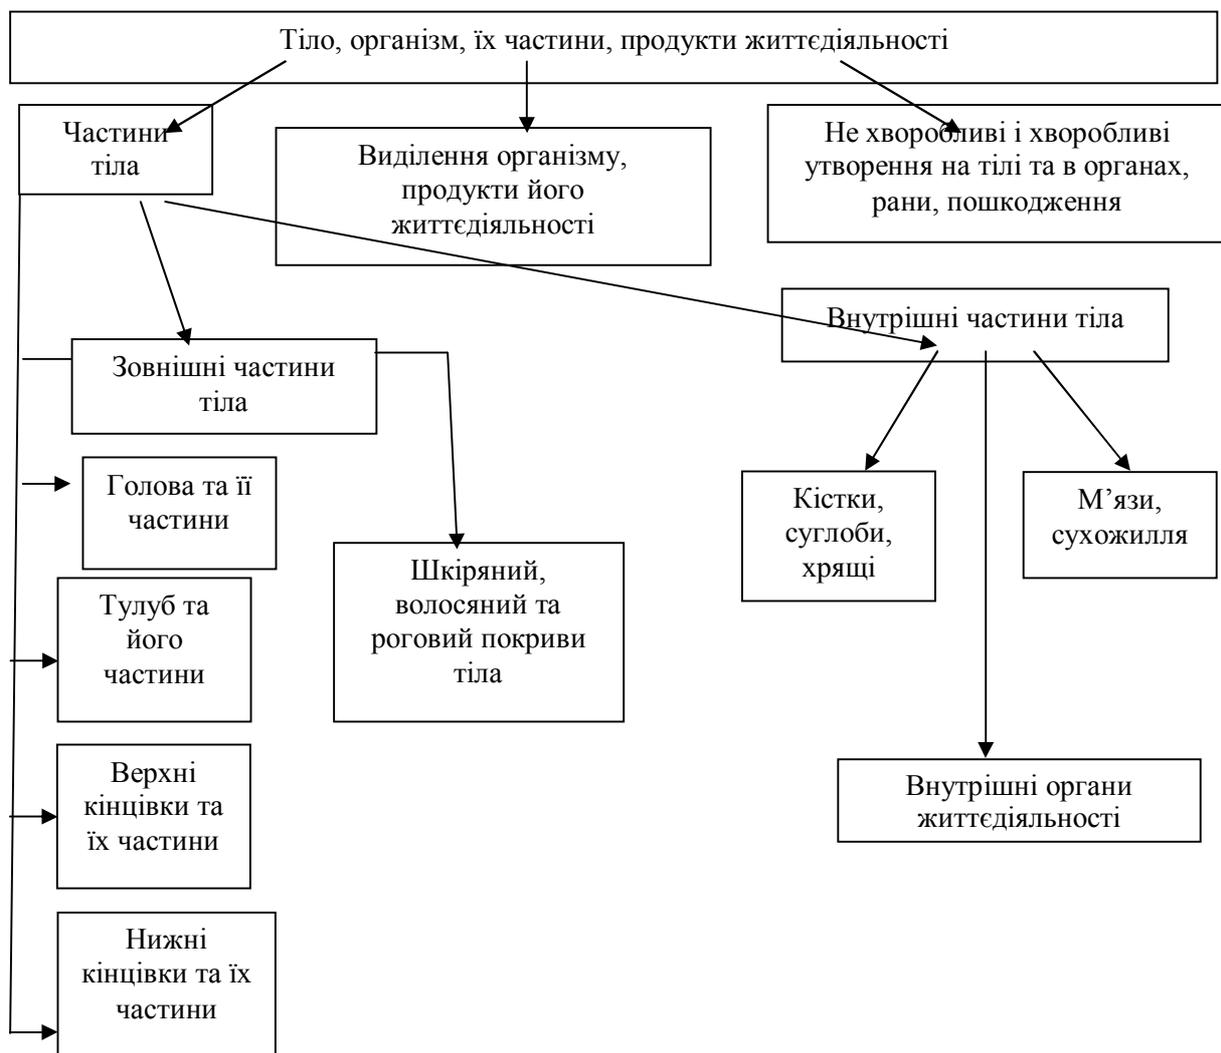 Тіло, організм, їх частини, продукти життєдіяльності
Частини
тіла
Виділення організму,
продукти його
життєдіяльності
Не хворобливі і хворобливі
утворення на тілі та в органах,
рани, пошкодження
Внутрішні частини тіла
Зовнішні частини
тіла
Голова та її
частини
Кістки,
суглоби,
хрящі
М’язи,
сухожилля
Шкіряний,
волосяний та
роговий покриви
тіла
Тулуб та
його
частини
Верхні
кінцівки та
їх частини
Внутрішні органи
життєдіяльності
Нижні
кінцівки та їх
частини